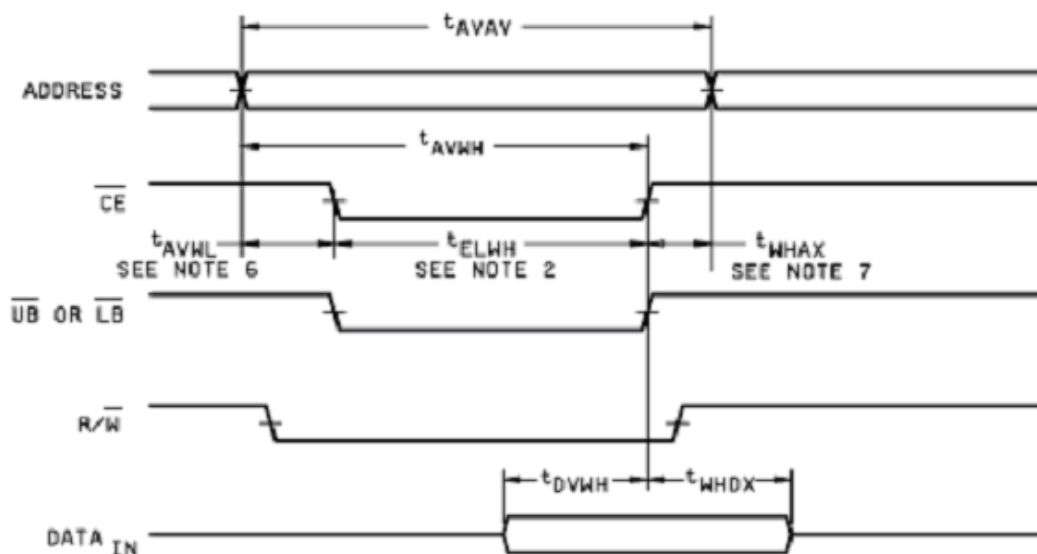 tAVAV
ADDRESS
tAVWH
CE
tAVWL tELWH tWHAX
SEE NOTE 6 SEE NOTE 2 SEE NOTE 7
UB OR LB
R/W
tDVWH tWHDX
DATA IN